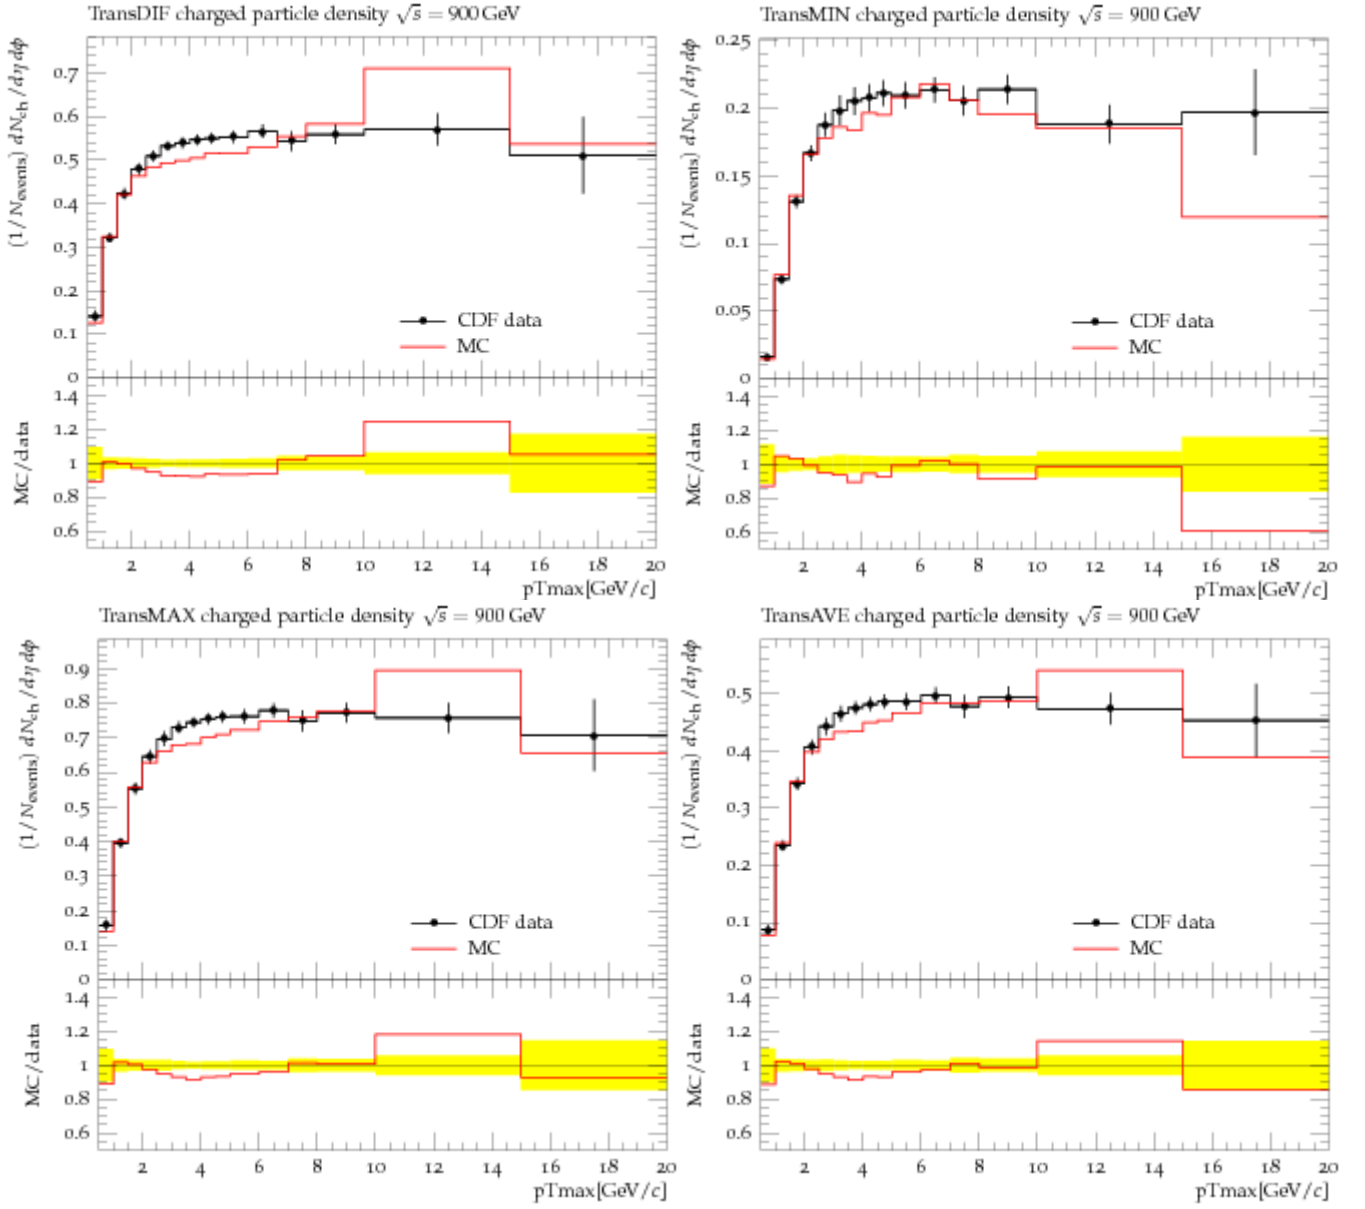 TransDIF charged particle density √s = 900 GeV
(1/N_events) dN_ch/dη dϕ
0.7
0.6
0.5
0.4
0.3
0.2
0.1
0
CDF data
MC
MC/data
1.4
1.2
1
0.8
0.6
2 4 6 8 10 12 14 16 18 20
pTmax[GeV/c]
TransMIN charged particle density √s = 900 GeV
(1/N_events) dN_ch/dη dϕ
0.25
0.2
0.15
0.1
0.05
0
CDF data
MC
MC/data
1.4
1.2
1
0.8
0.6
2 4 6 8 10 12 14 16 18 20
pTmax[GeV/c]
TransMAX charged particle density √s = 900 GeV
(1/N_events) dN_ch/dη dϕ
0.9
0.8
0.7
0.6
0.5
0.4
0.3
0.2
0.1
0
CDF data
MC
MC/data
1.4
1.2
1
0.8
0.6
2 4 6 8 10 12 14 16 18 20
pTmax[GeV/c]
TransAVE charged particle density √s = 900 GeV
(1/N_events) dN_ch/dη dϕ
0.5
0.4
0.3
0.2
0.1
0
CDF data
MC
MC/data
1.4
1.2
1
0.8
0.6
2 4 6 8 10 12 14 16 18 20
pTmax[GeV/c]